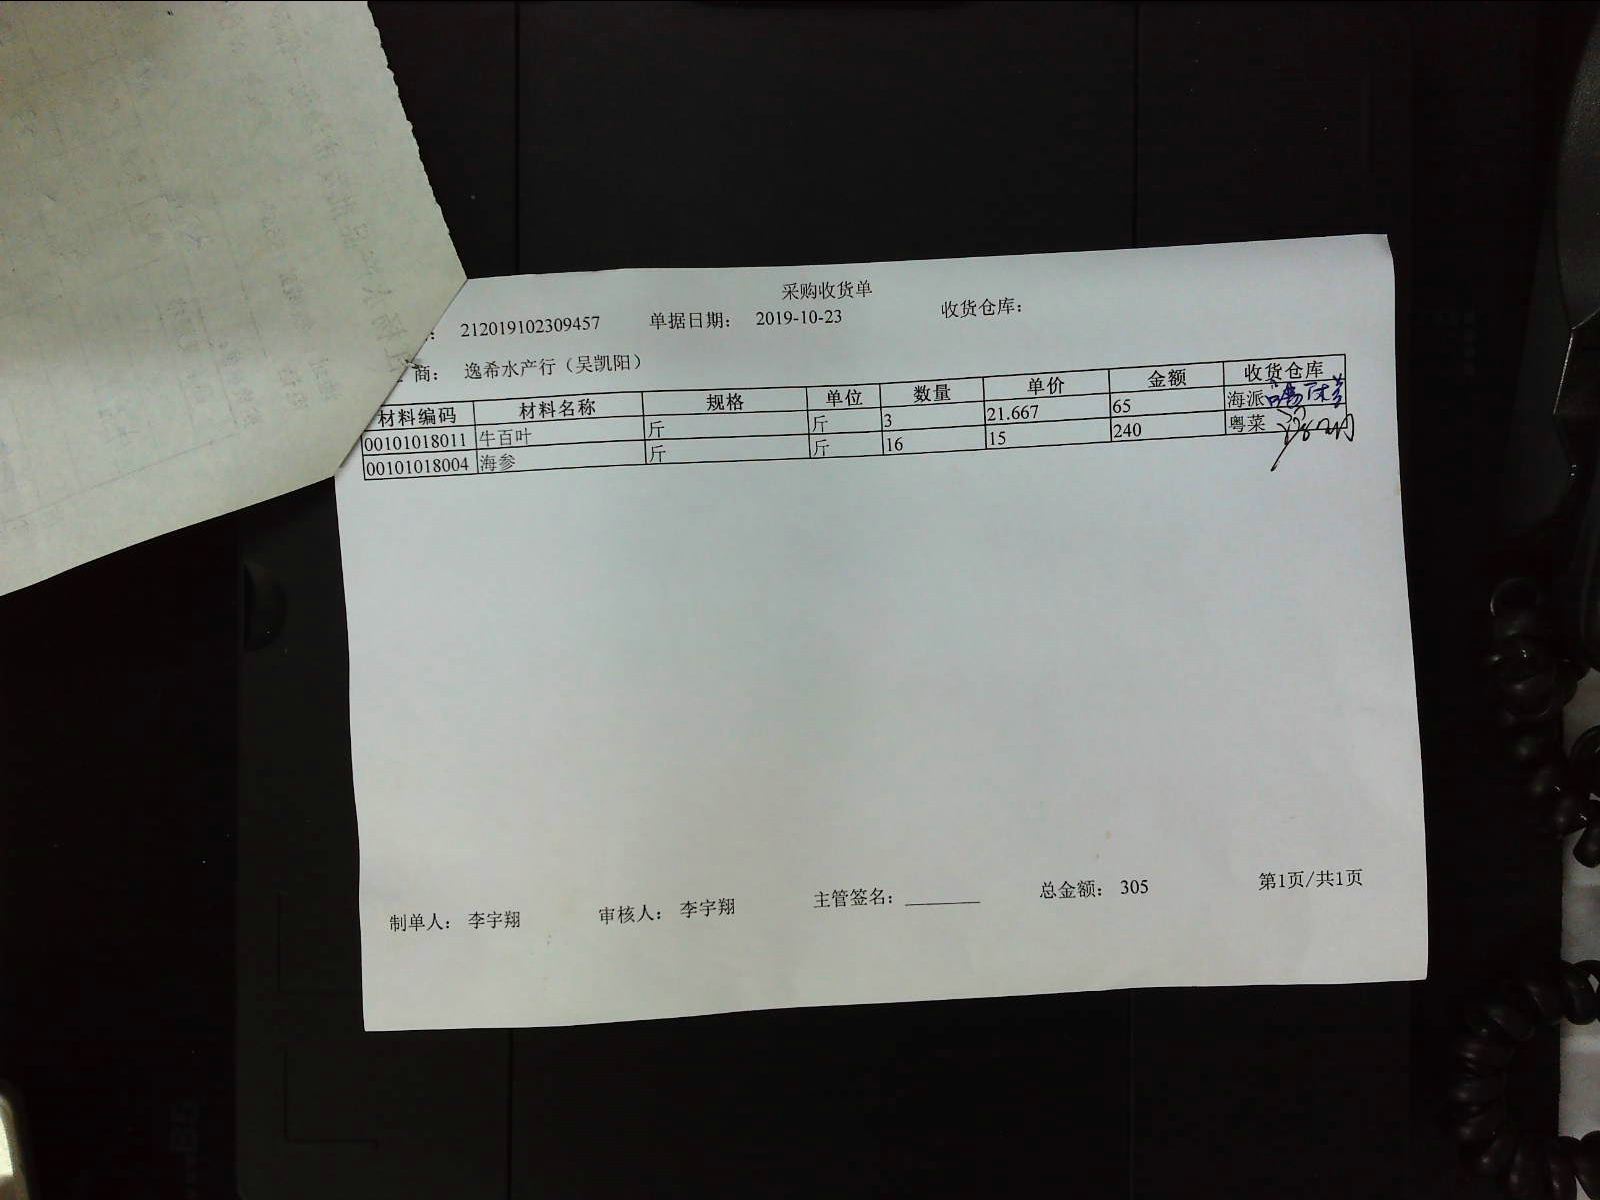 采购收货单
： 212019102309457 单据日期： 2019-10-23 收货仓库：
商： 逸希水产行（吴凯阳）
材料编码 材料名称 规格 单位 数量 单价 金额 收货仓库
00101018011 牛百叶 斤 斤 3 21.667 65 海派
00101018004 海参 斤 斤 16 15 240 粤菜
制单人： 李宇翔 审核人： 李宇翔 主管签名：________ 总金额： 305 第1页/共1页